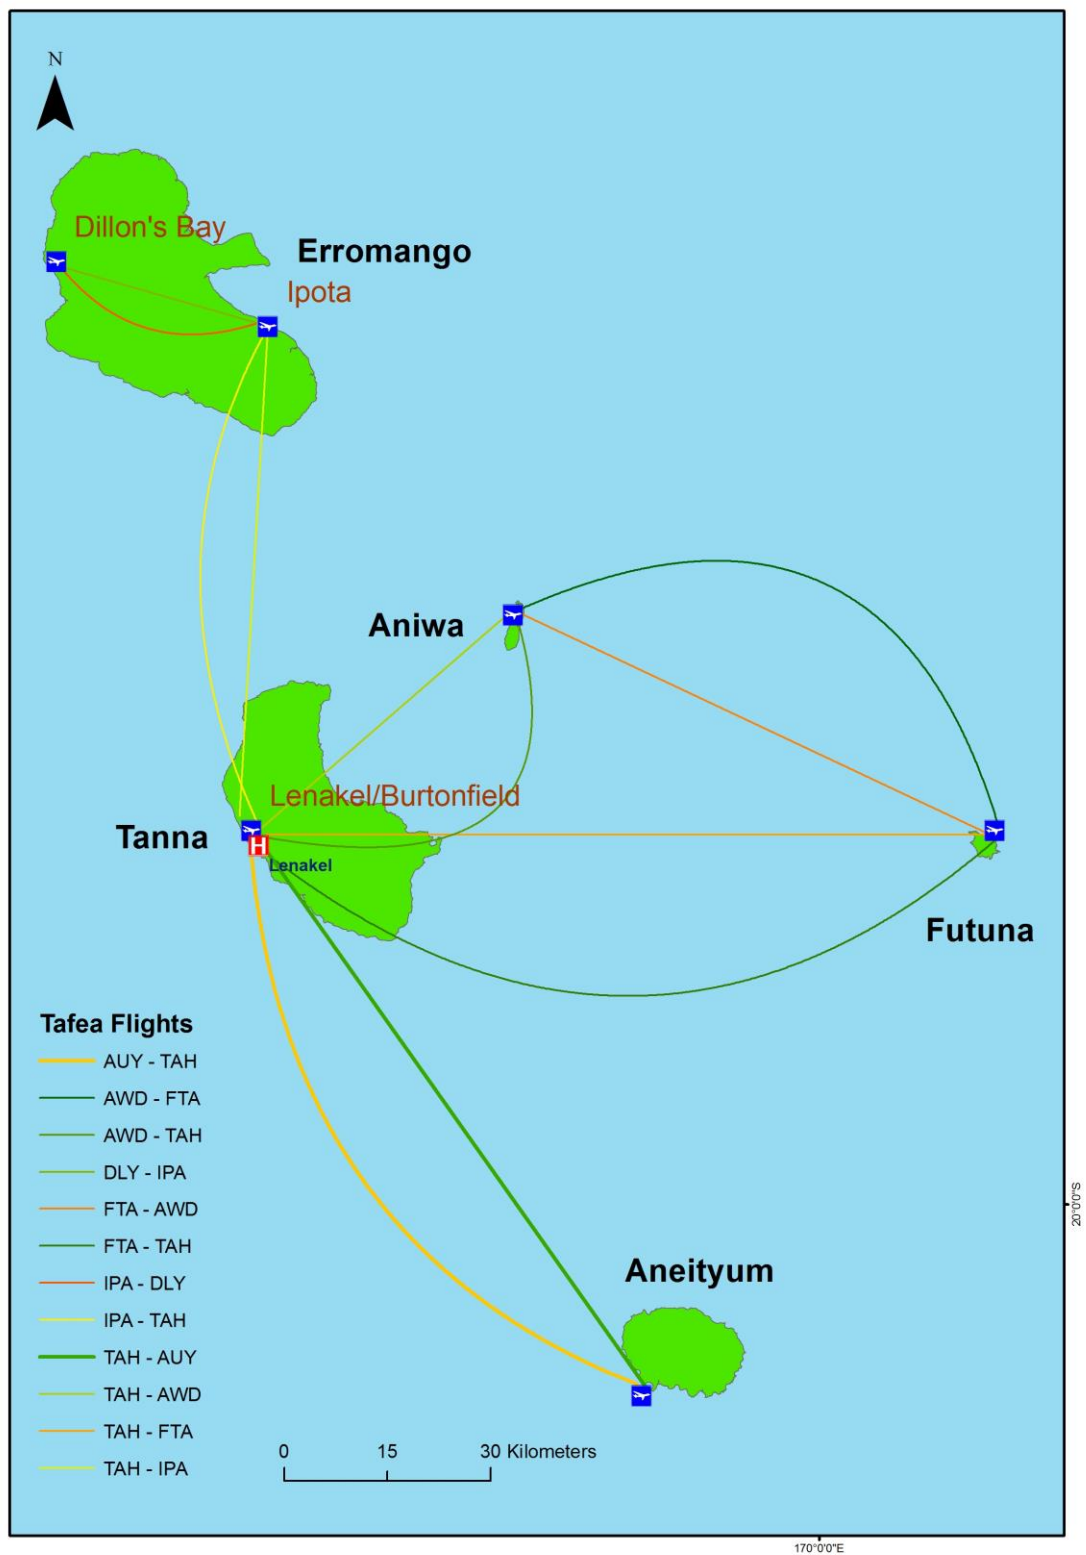 N
Dillon's Bay
Erromango
Ipota
Aniwa
Lenakel/Burtonfield
Tanna
H
Lenakel
Futuna
Tafea Flights
AUY - TAH
AWD - FTA
AWD - TAH
DLY - IPA
FTA - AWD
FTA - TAH
IPA - DLY
IPA - TAH
TAH - AUY
TAH - AWD
TAH - FTA
TAH - IPA
Aneityum
0 15 30 Kilometers
20°0'0"S
170°0'0"E